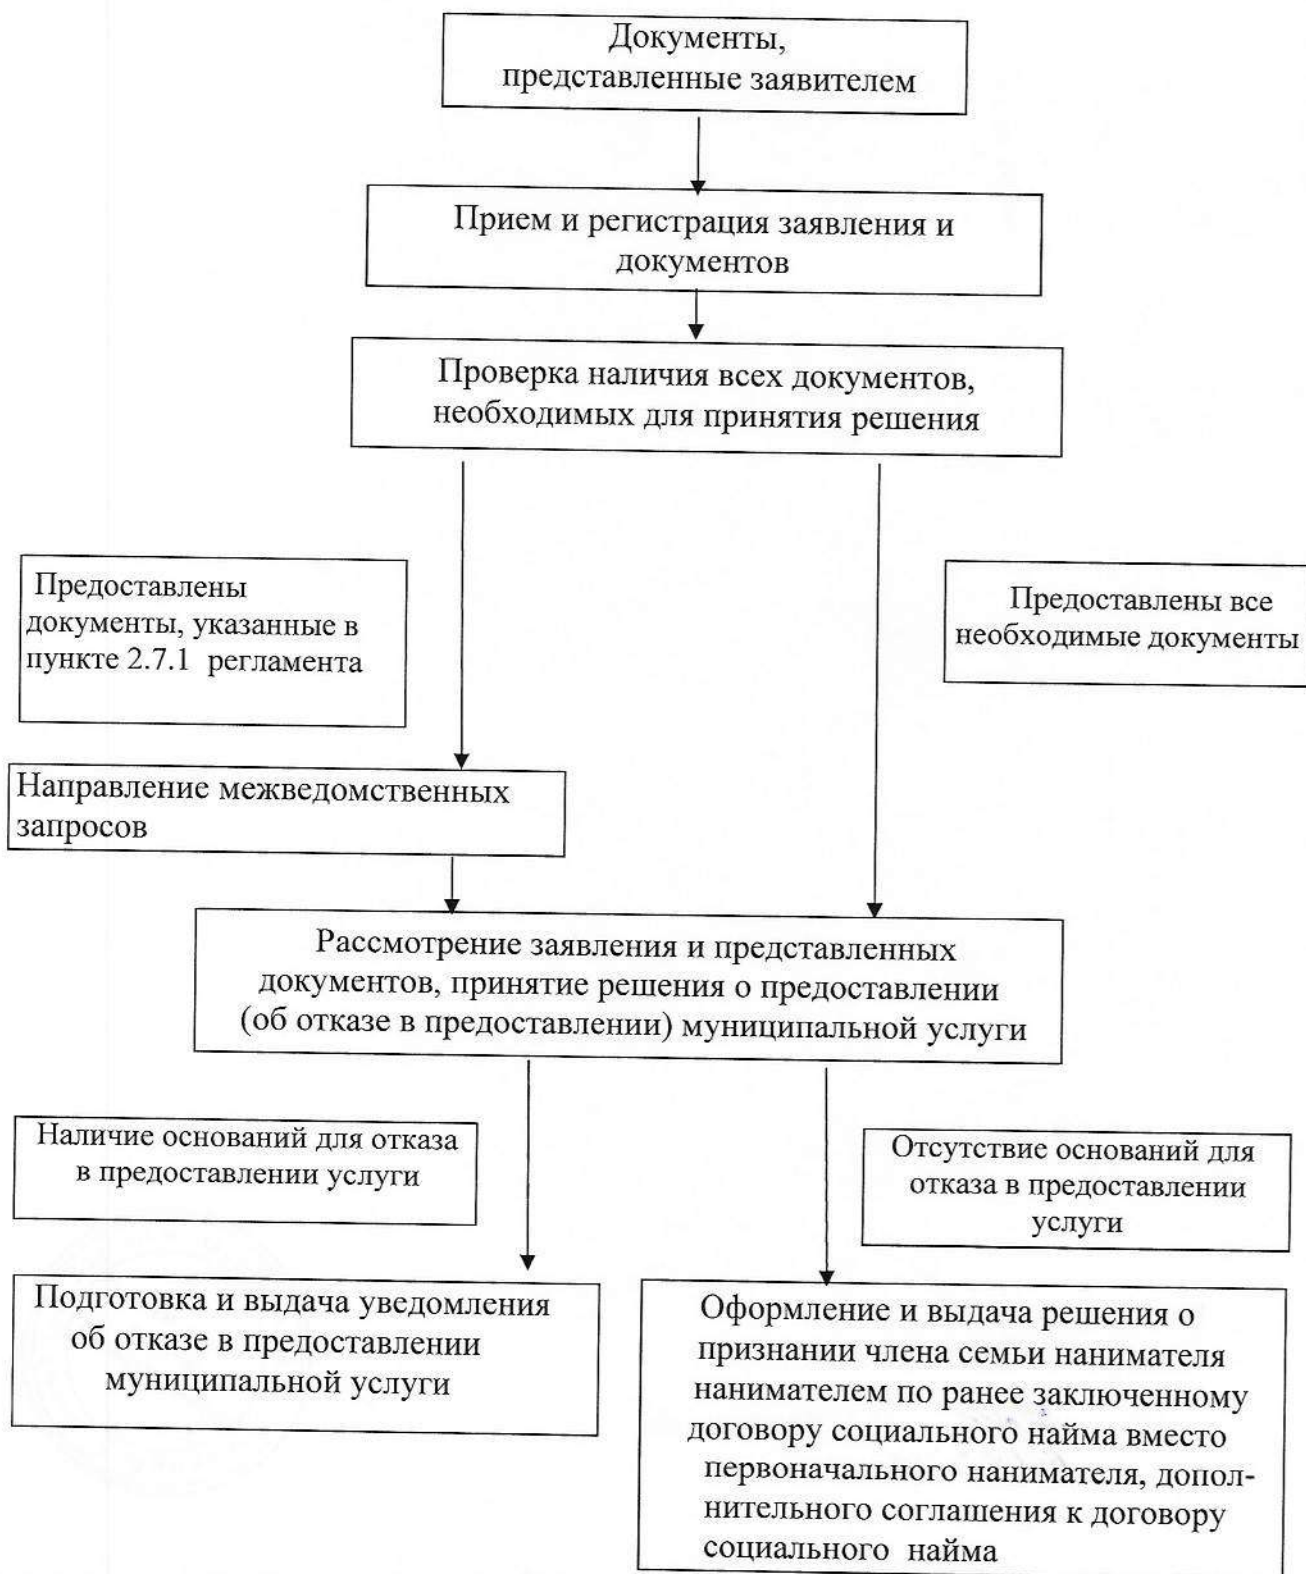 Документы,
представленные заявителем
Прием и регистрация заявления и
документов
Проверка наличия всех документов,
необходимых для принятия решения
Предоставлены
документы, указанные в
пункте 2.7.1 регламента
Предоставлены все
необходимые документы
Направление межведомственных
запросов
Рассмотрение заявления и представленных
документов, принятие решения о предоставлении
(об отказе в предоставлении) муниципальной услуги
Наличие оснований для отказа
в предоставлении услуги
Отсутствие оснований для
отказа в предоставлении
услуги
Подготовка и выдача уведомления
об отказе в предоставлении
муниципальной услуги
Оформление и выдача решения о
признании члена семьи нанимателя
нанимателем по ранее заключенному
договору социального найма вместо
первоначального нанимателя, допол-
нительного соглашения к договору
социального найма